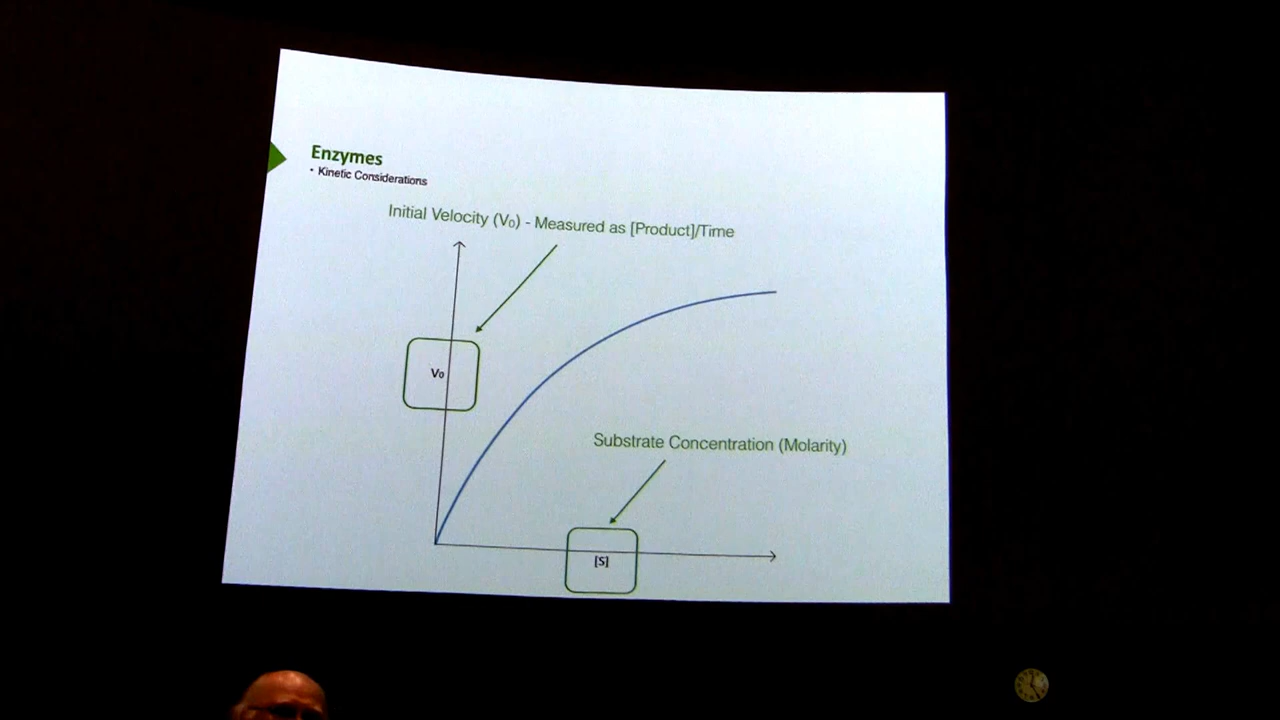 Enzymes
• Kinetic Considerations
Initial Velocity (V₀) - Measured as [Product]/Time
V₀
Substrate Concentration (Molarity)
[S]